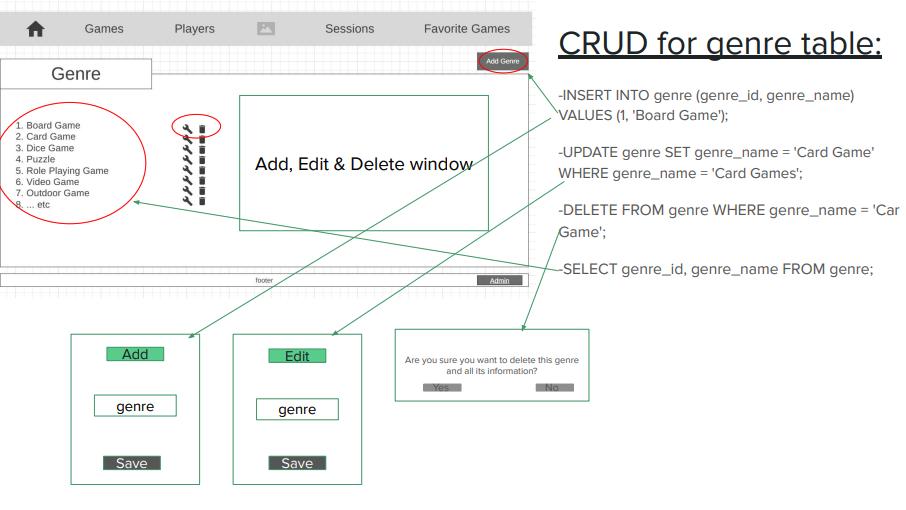 Games Players Sessions Favorite Games
CRUD for genre table:
Add Genre
Genre
1. Board Game
2. Card Game
3. Dice Game
4. Puzzle
5. Role Playing Game
6. Video Game
7. Outdoor Game
8. ... etc
Add, Edit & Delete window
footer
Admin
-INSERT INTO genre (genre_id, genre_name)
VALUES (1, 'Board Game');
-UPDATE genre SET genre_name = 'Card Game'
WHERE genre_name = 'Card Games';
-DELETE FROM genre WHERE genre_name = 'Car
Game';
-SELECT genre_id, genre_name FROM genre;
Add
genre
Save
Edit
genre
Save
Are you sure you want to delete this genre
and all its information?
Yes No